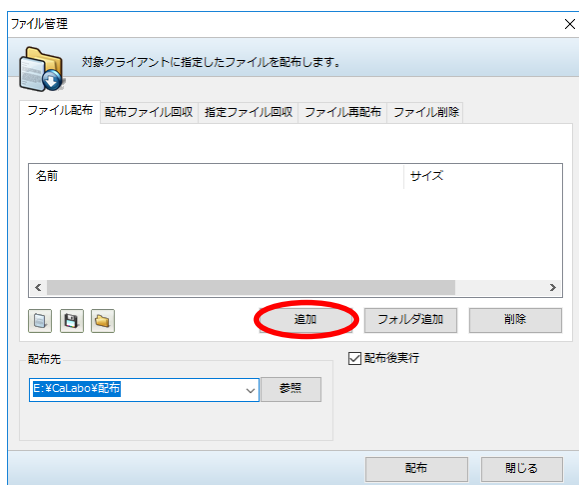 ファイル管理
対象クライアントに指定したファイルを配布します。
ファイル配布 配布ファイル回収 指定ファイル回収 ファイル再配布 ファイル削除
名前 サイズ
追加 フォルダ追加 削除
配布先 配布後実行
E:¥CaLabo¥配布 参照
配布 閉じる